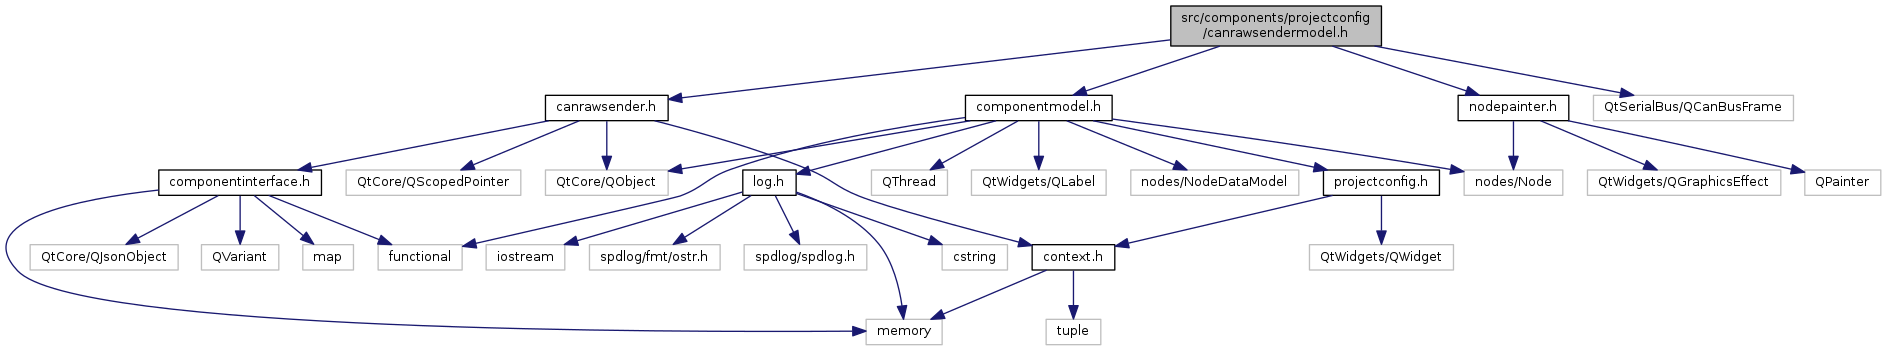 src/components/projectconfig
/canrawsendermodel.h
canrawsender.h
componentmodel.h
nodepainter.h
QtSerialBus/QCanBusFrame
componentinterface.h
QtCore/QScopedPointer
QtCore/QObject
log.h
QThread
QtWidgets/QLabel
nodes/NodeDataModel
projectconfig.h
nodes/Node
QtWidgets/QGraphicsEffect
QPainter
QtCore/QJsonObject
QVariant
map
functional
iostream
spdlog/fmt/ostr.h
spdlog/spdlog.h
cstring
context.h
QtWidgets/QWidget
memory
tuple